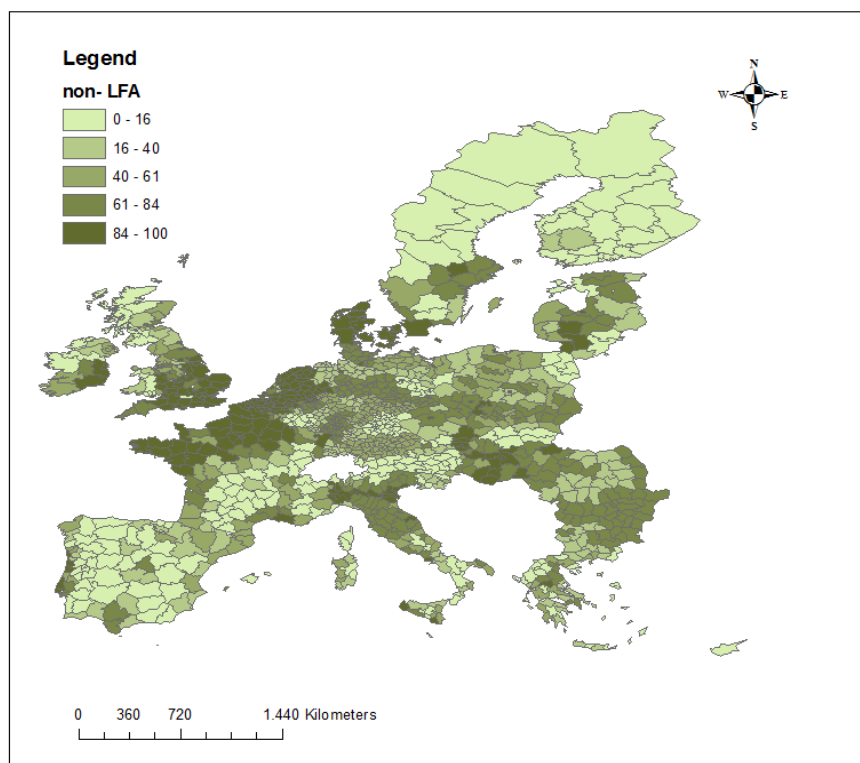 Legend
non- LFA
0 - 16
16 - 40
40 - 61
61 - 84
84 - 100
N
W E
S
0 360 720 1.440 Kilometers